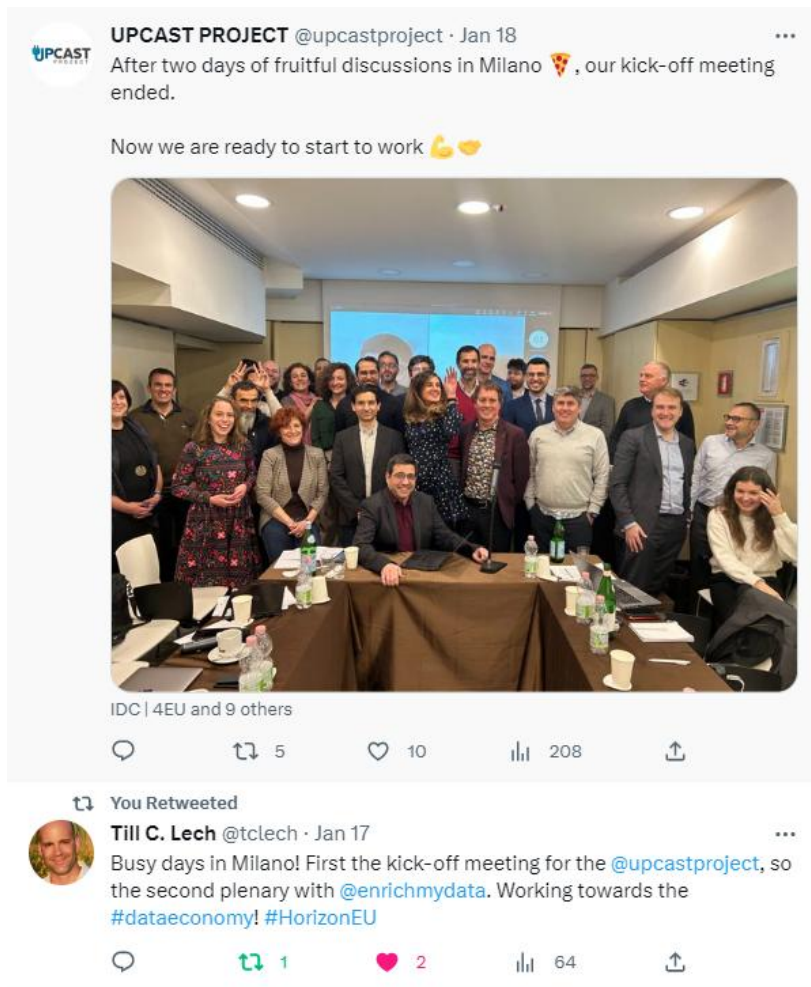 UPCAST
PROJECT
UPCAST PROJECT @upcastproject · Jan 18
After two days of fruitful discussions in Milano 🍕, our kick-off meeting
ended.
Now we are ready to start to work 💪🤝
IDC | 4EU and 9 others
5 10 208
You Retweeted
Till C. Lech @tclech · Jan 17
Busy days in Milano! First the kick-off meeting for the @upcastproject, so
the second plenary with @enrichmydata. Working towards the
#dataeconomy! #HorizonEU
1 2 64